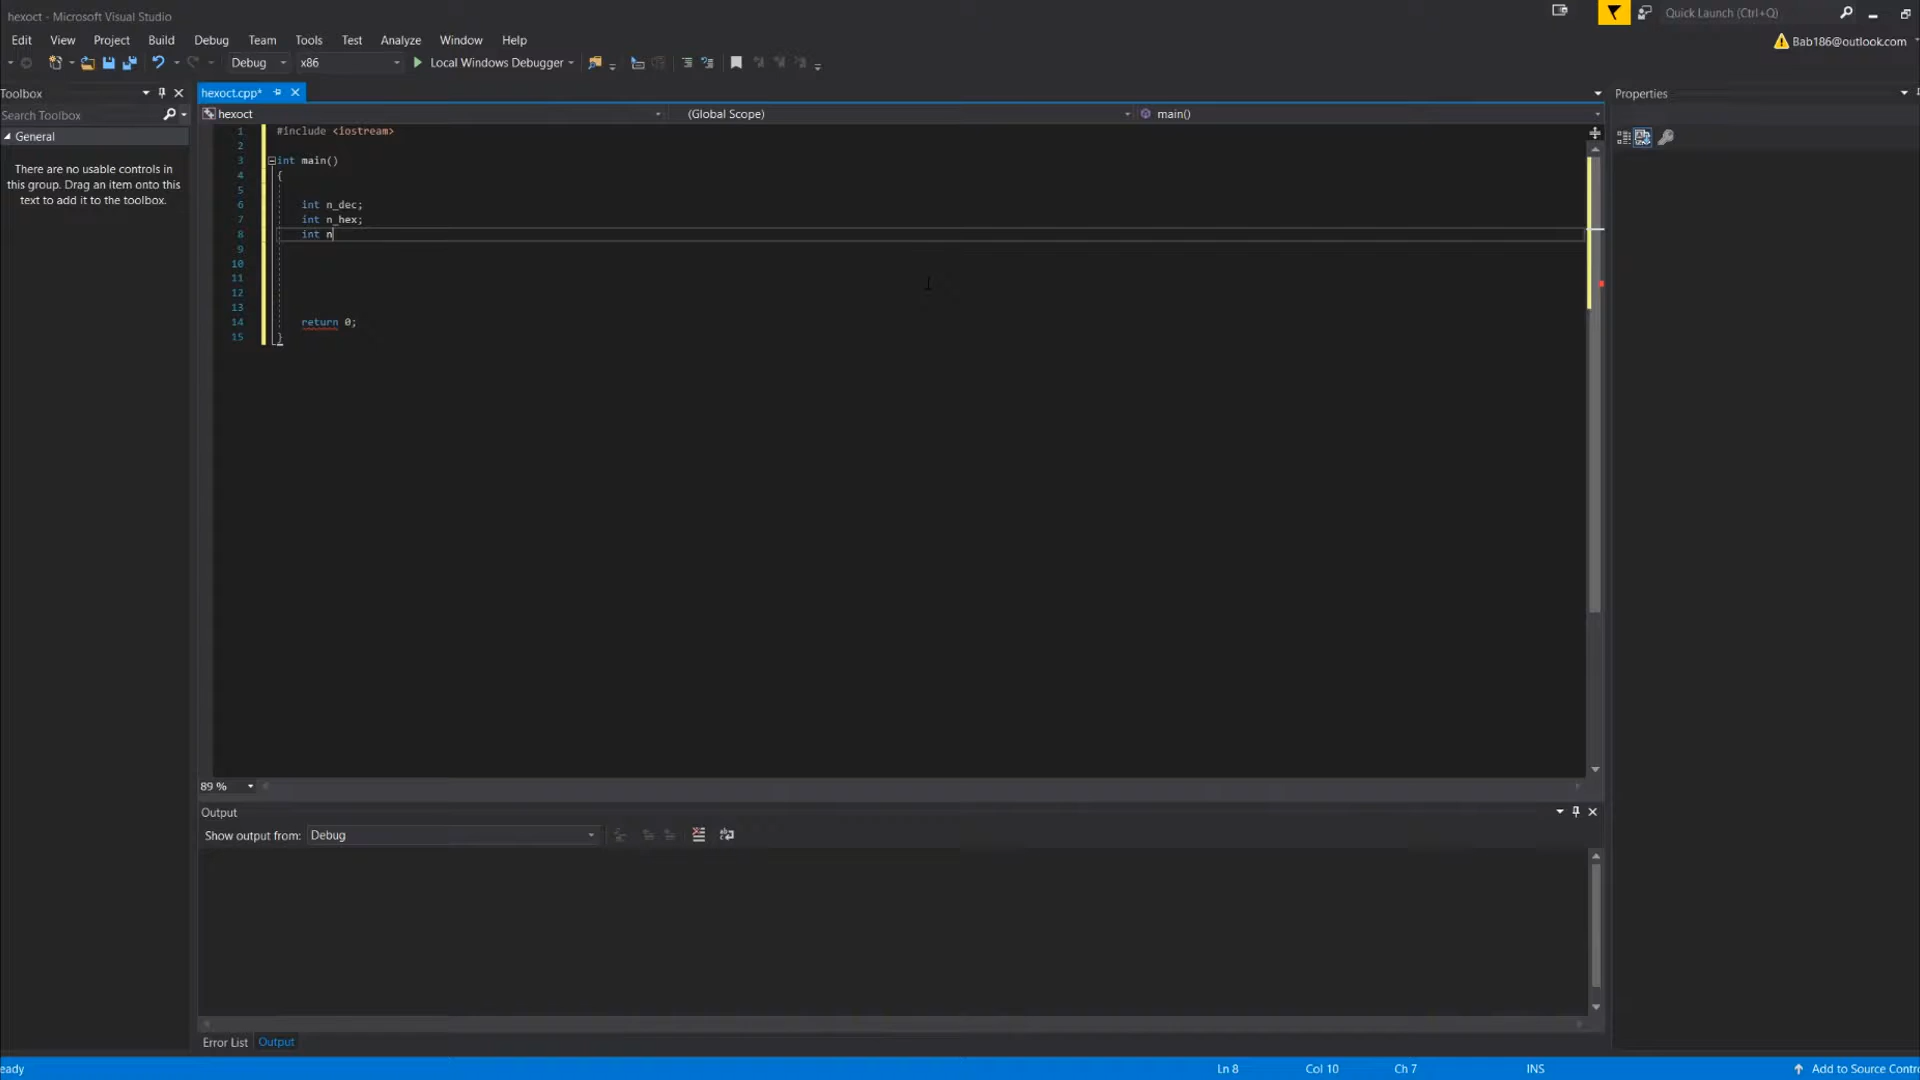 hexoct - Microsoft Visual Studio
Quick Launch (Ctrl+Q)
Edit View Project Build Debug Team Tools Test Analyze Window Help
Bab186@outlook.com
Debug x86 Local Windows Debugger
Toolbox
hexoct.cpp*
Properties
Search Toolbox
hexoct (Global Scope) main()
General
There are no usable controls in
this group. Drag an item onto this
text to add it to the toolbox.
1 #include <iostream>
2
3 int main()
4 {
5
6 int n_dec;
7 int n_hex;
8 int n
9
10
11
12
13
14 return 0;
15 }
89 %
Output
Show output from: Debug
Error List Output
eady Ln 8 Col 10 Ch 7 INS Add to Source Contro